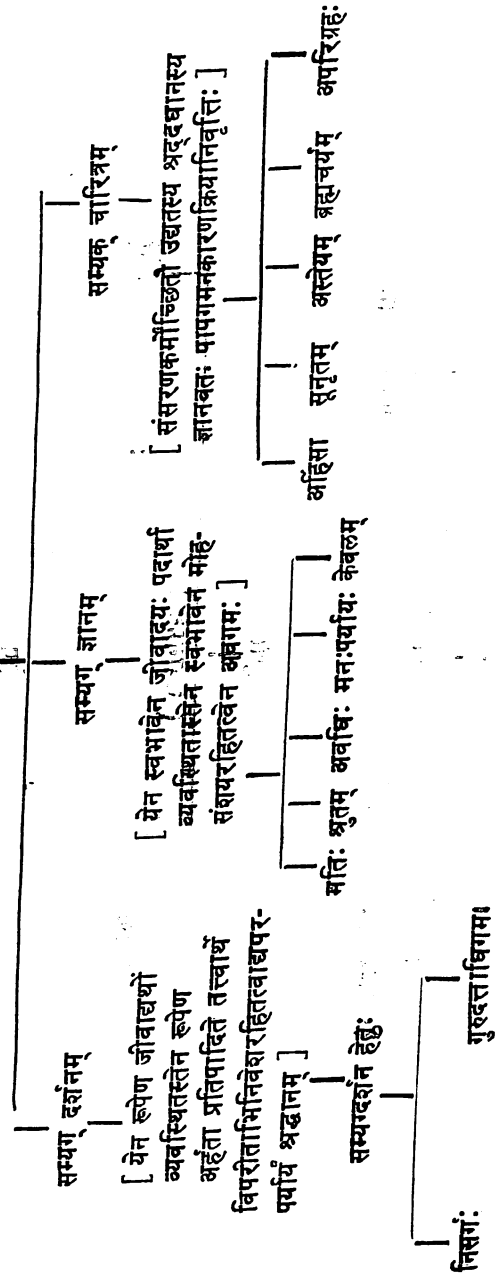 सम्यग् दर्शनम्
[ येन रूपेण जीवाद्यर्थो
व्यवस्थितस्तेन रूपेण
अर्हता प्रतिपादिते तत्त्वार्थे
विपरीताभिनिवेशरहितत्वाद्यपर-
पर्यायं श्रद्धानम् ]
सम्यग्दर्शन हेतुः
निसर्गः
गुरुदत्ताधिगमः
सम्यग् ज्ञानम्
[ येन स्वभावेन जीवादयः पदार्था
व्यवस्थितास्तेन स्वभावेन मोह-
संशयरहितत्वेन अवगमः ]
मतिः श्रुतम् अवधिः मनःपर्यायः केवलम्
सम्यक् चारित्रम्
[ संसरणकर्मोच्छितौ उद्यतस्य श्रद्दधानस्य
ज्ञानवतः पापगमनकारणक्रियानिवृत्तिः ]
अहिंसा सूनृतम् अस्तेयम् ब्रह्मचर्यम् अपरिग्रहः